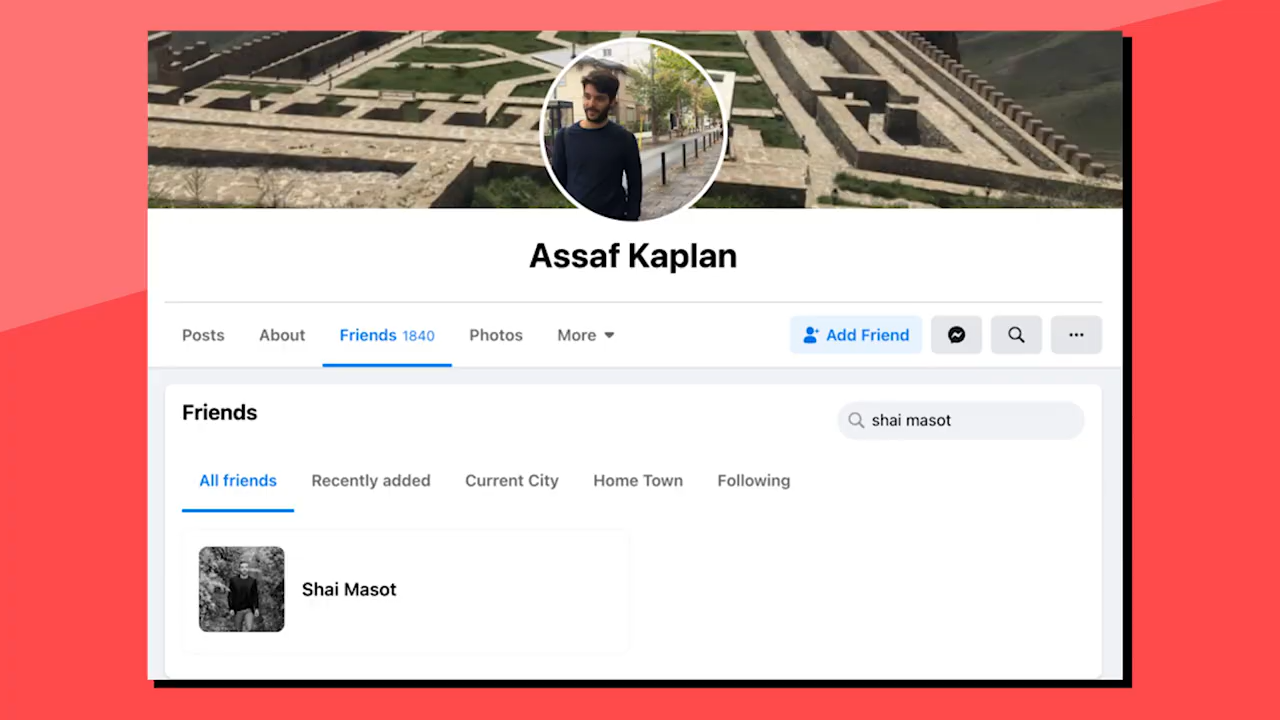 Assaf Kaplan
Posts About Friends 1840 Photos More Add Friend
Friends
shai masot
All friends Recently added Current City Home Town Following
Shai Masot